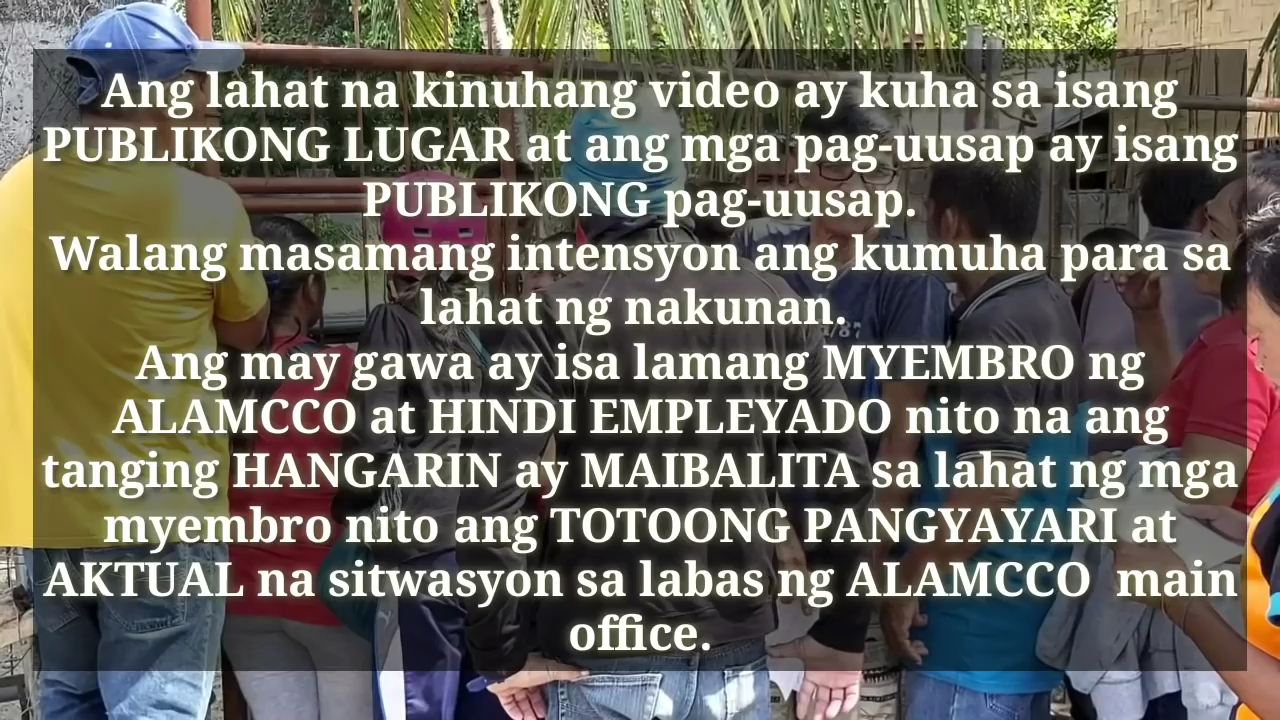 Ang lahat na kinuhang video ay kuha sa isang
PUBLIKONG LUGAR at ang mga pag-uusap ay isang
PUBLIKONG pag-uusap.
Walang masamang intensyon ang kumuha para sa
lahat ng nakunan.
Ang may gawa ay isa lamang MYEMBRO ng
ALAMCCO at HINDI EMPLEYADO nito na ang
tanging HANGARIN ay MAIBALITA sa lahat ng mga
myembro nito ang TOTOONG PANGYAYARI at
AKTUAL na sitwasyon sa labas ng ALAMCCO  main
office.